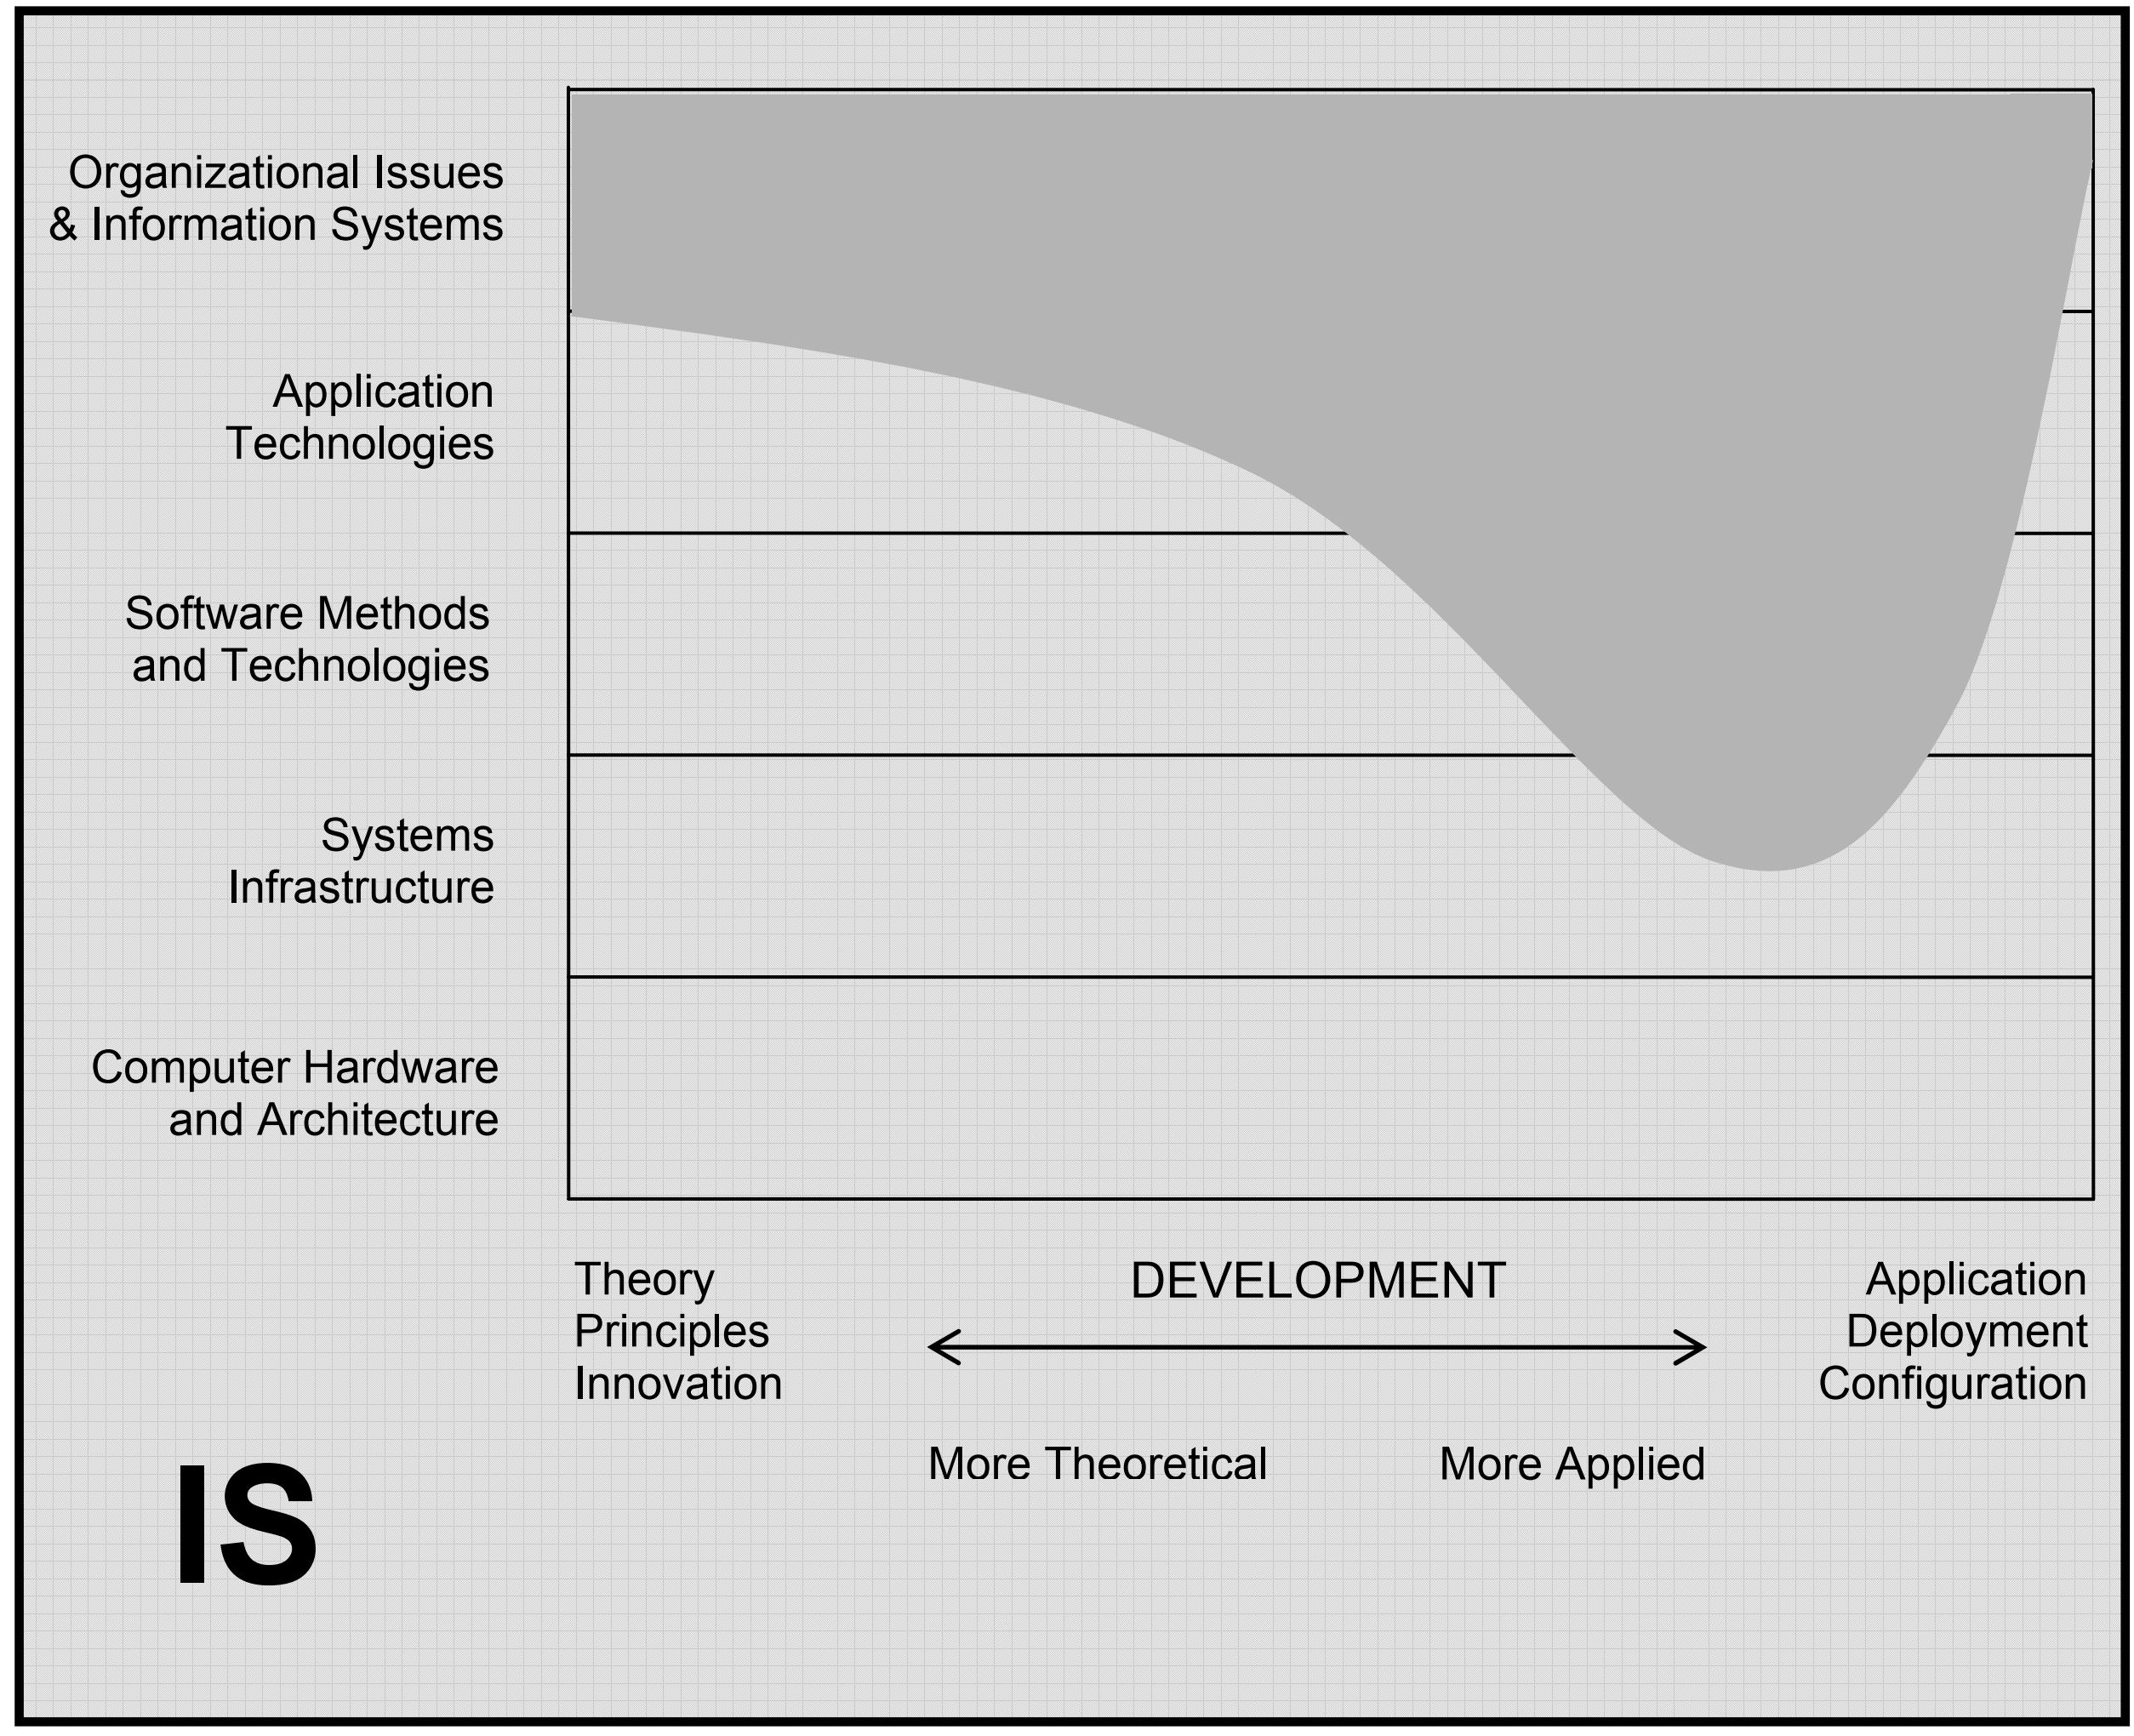 Organizational Issues
& Information Systems
Application
Technologies
Software Methods
and Technologies
Systems
Infrastructure
Computer Hardware
and Architecture
Theory
Principles
Innovation
DEVELOPMENT
Application
Deployment
Configuration
More Theoretical
More Applied
IS